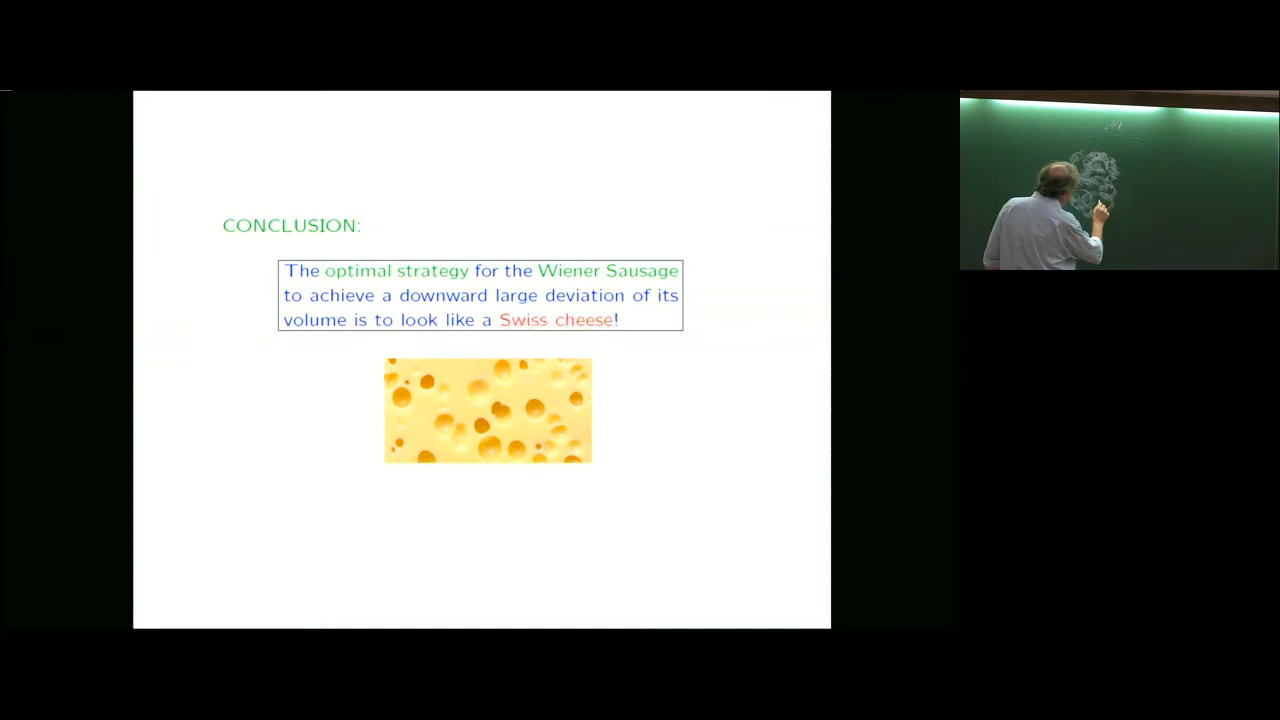 CONCLUSION:
The optimal strategy for the Wiener Sausage
to achieve a downward large deviation of its
volume is to look like a Swiss cheese!